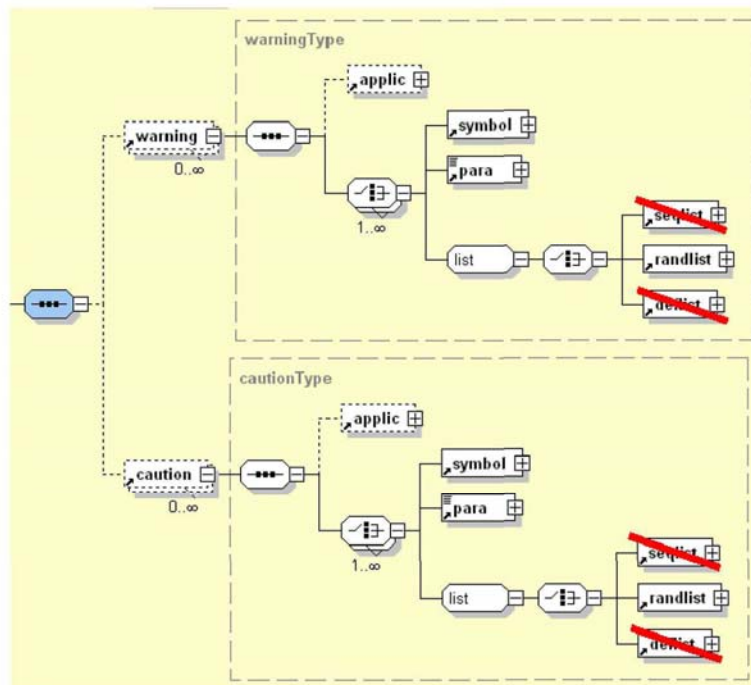 warningType
applic
warning
0..∞
symbol
para
1..∞
list
seqlist
randlist
deflist
cautionType
applic
caution
0..∞
symbol
para
1..∞
list
seqlist
randlist
deflist